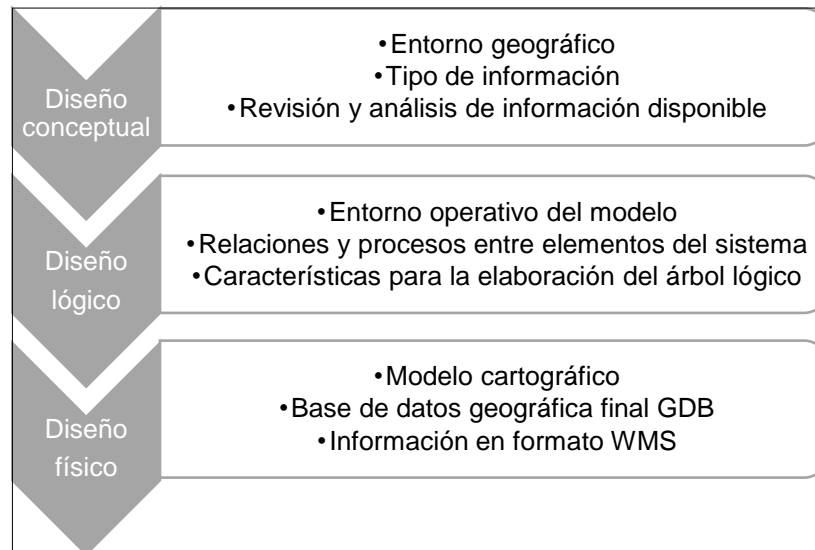 Diseño
conceptual
•Entorno geográfico
•Tipo de información
•Revisión y análisis de información disponible
Diseño
lógico
•Entorno operativo del modelo
•Relaciones y procesos entre elementos del sistema
•Características para la elaboración del árbol lógico
Diseño
físico
•Modelo cartográfico
•Base de datos geográfica final GDB
•Información en formato WMS